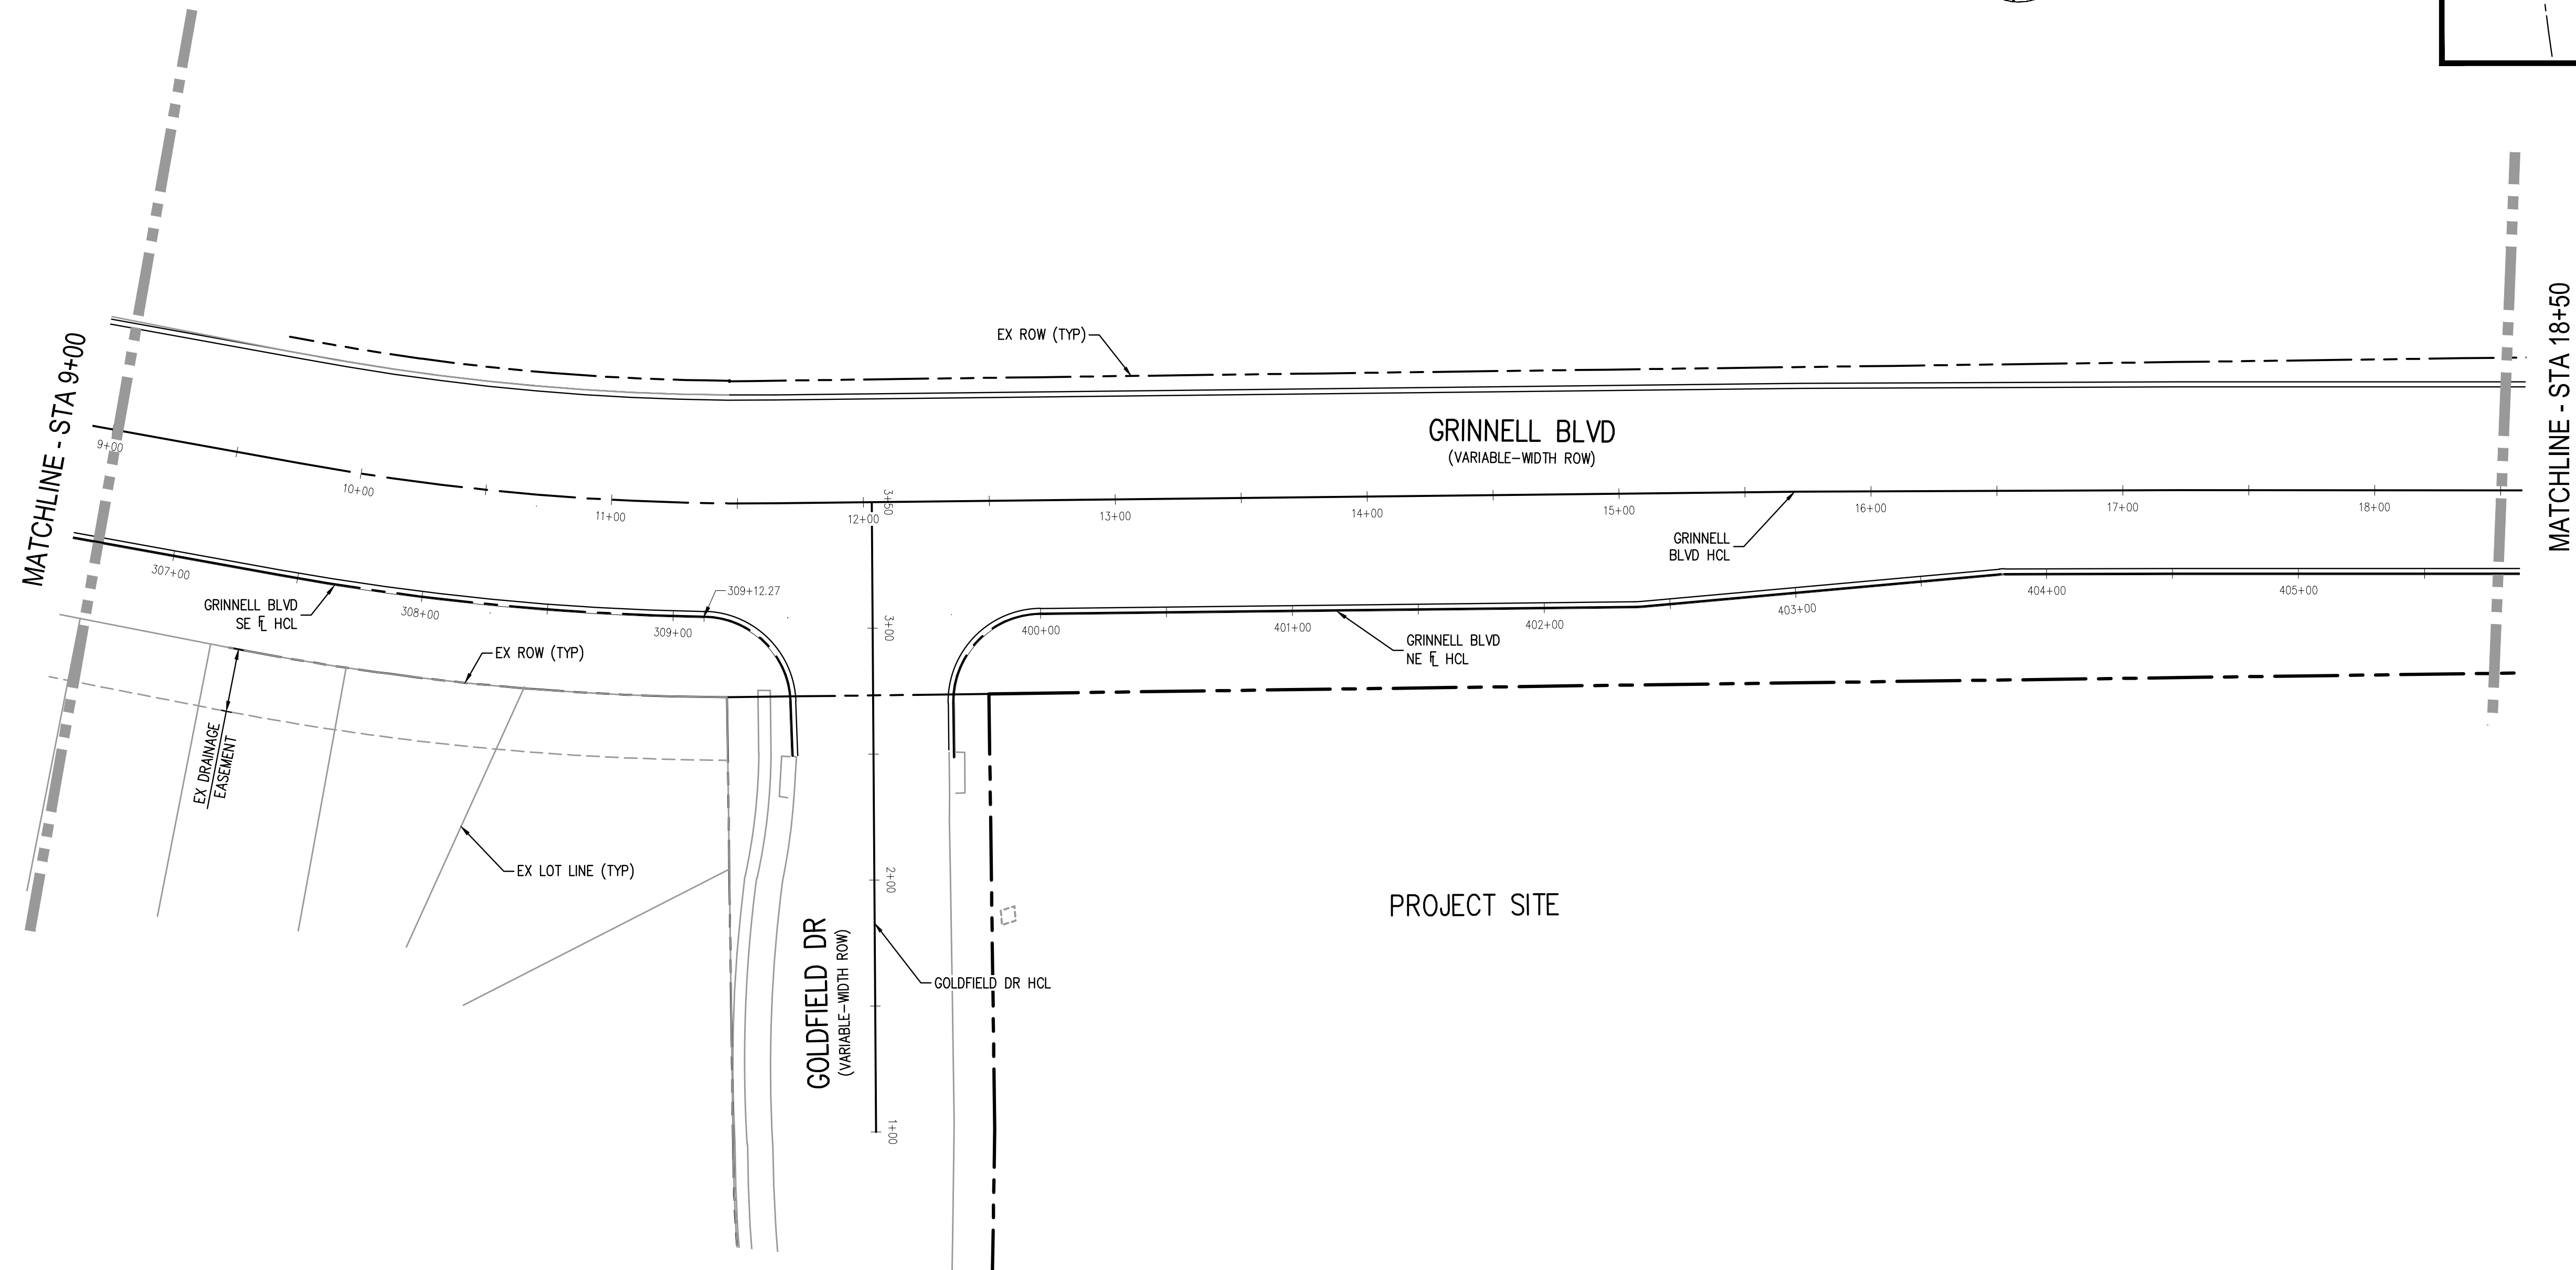 MATCHLINE - STA 9+00
EX ROW (TYP)
GRINNELL BLVD
(VARIABLE-WIDTH ROW)
MATCHLINE - STA 18+50
9+00
10+00
11+00
12+00
3+50
13+00
14+00
15+00
16+00
17+00
18+00
GRINNELL
BLVD HCL
307+00
308+00
309+00
309+12.27
3+00
400+00
401+00
402+00
403+00
404+00
405+00
GRINNELL BLVD
SE FL HCL
EX ROW (TYP)
GRINNELL BLVD
NE FL HCL
EX DRAINAGE
EASEMENT
EX LOT LINE (TYP)
2+00
PROJECT SITE
GOLDFIELD DR
(VARIABLE-WIDTH ROW)
GOLDFIELD DR HCL
1+00